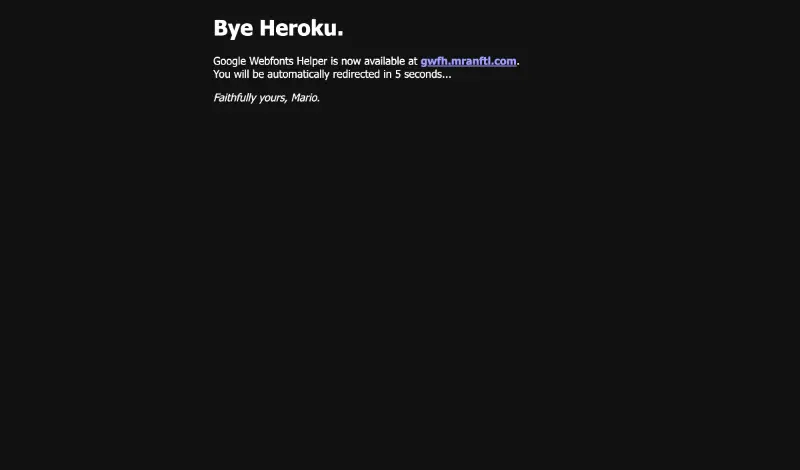 Bye Heroku.
Google Webfonts Helper is now available at gwfh.mranftl.com.
You will be automatically redirected in 5 seconds...
Faithfully yours, Mario.